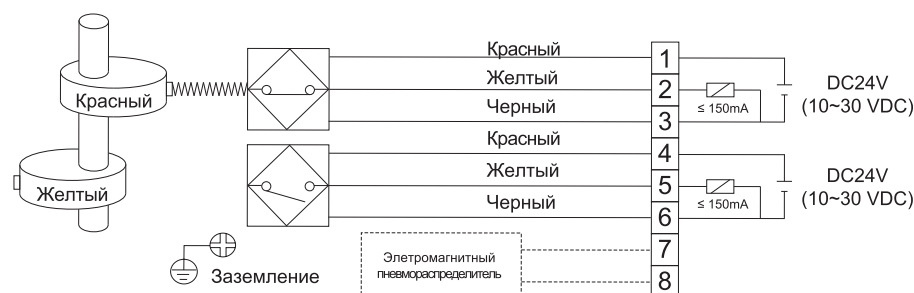 Красный
Желтый
Красный
Желтый
Черный
Красный
Желтый
Черный
1
2
3
4
5
6
7
8
≤ 150mA
DC24V
(10~30 VDC)
≤ 150mA
DC24V
(10~30 VDC)
Заземление
Элетромагнитный
пневмораспределитель